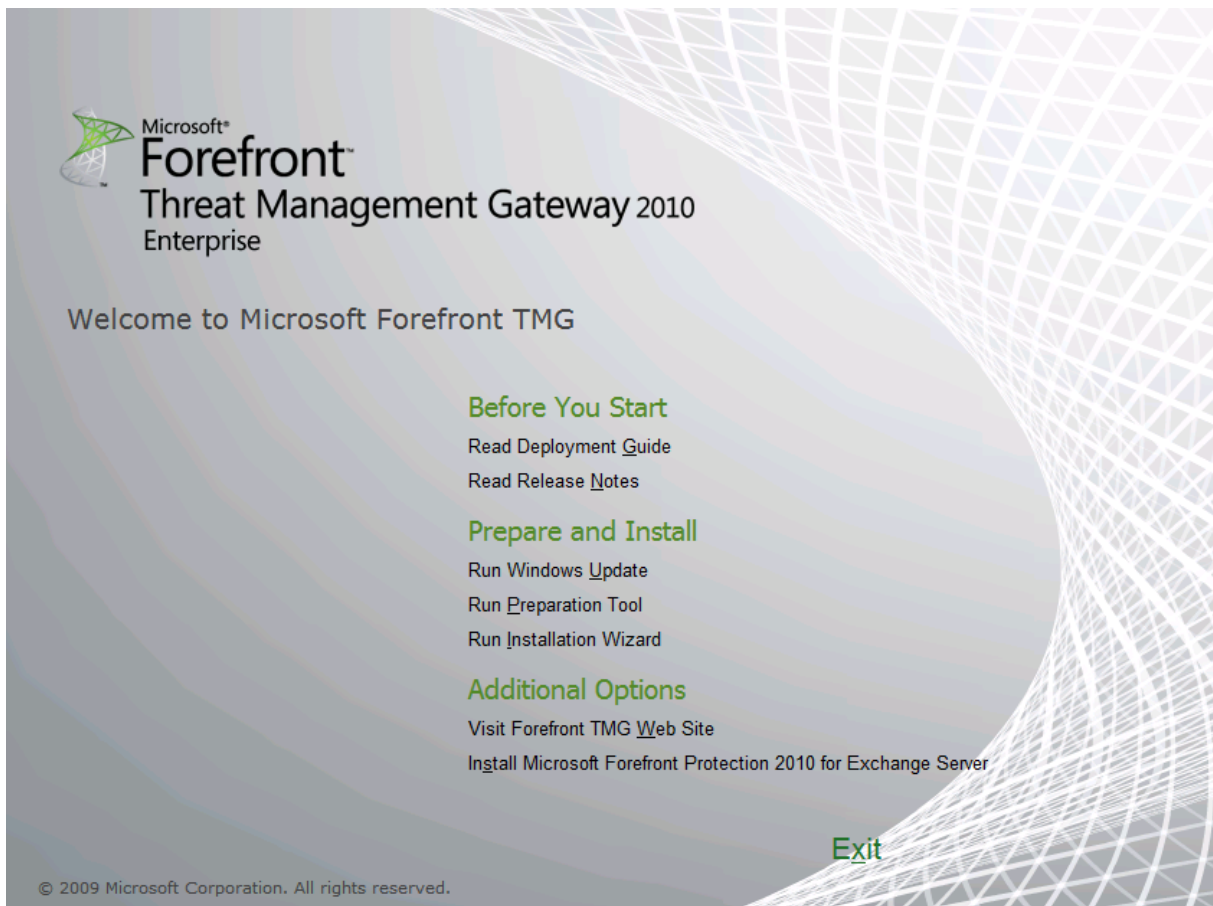 Microsoft®
Forefront™
Threat Management Gateway 2010
Enterprise
Welcome to Microsoft Forefront TMG
Before You Start
Read Deployment Guide
Read Release Notes
Prepare and Install
Run Windows Update
Run Preparation Tool
Run Installation Wizard
Additional Options
Visit Forefront TMG Web Site
Install Microsoft Forefront Protection 2010 for Exchange Server
Exit
© 2009 Microsoft Corporation. All rights reserved.